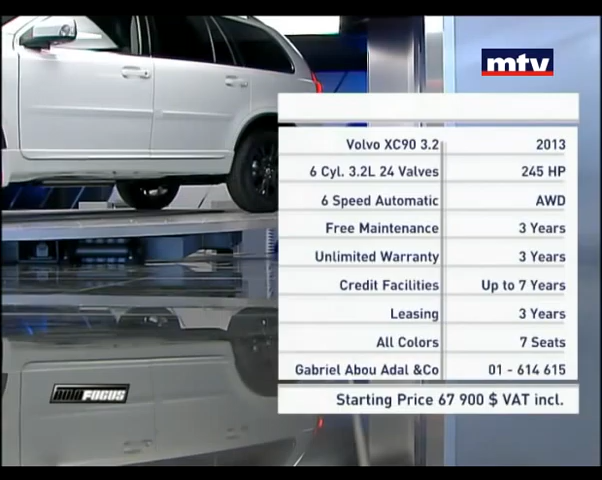 mtv
Volvo XC90 3.2 2013
6 Cyl. 3.2L 24 Valves 245 HP
6 Speed Automatic AWD
Free Maintenance 3 Years
Unlimited Warranty 3 Years
Credit Facilities Up to 7 Years
Leasing 3 Years
All Colors 7 Seats
Gabriel Abou Adal &Co 01 - 614 615
Starting Price 67 900 $ VAT incl.
AUTO FOCUS